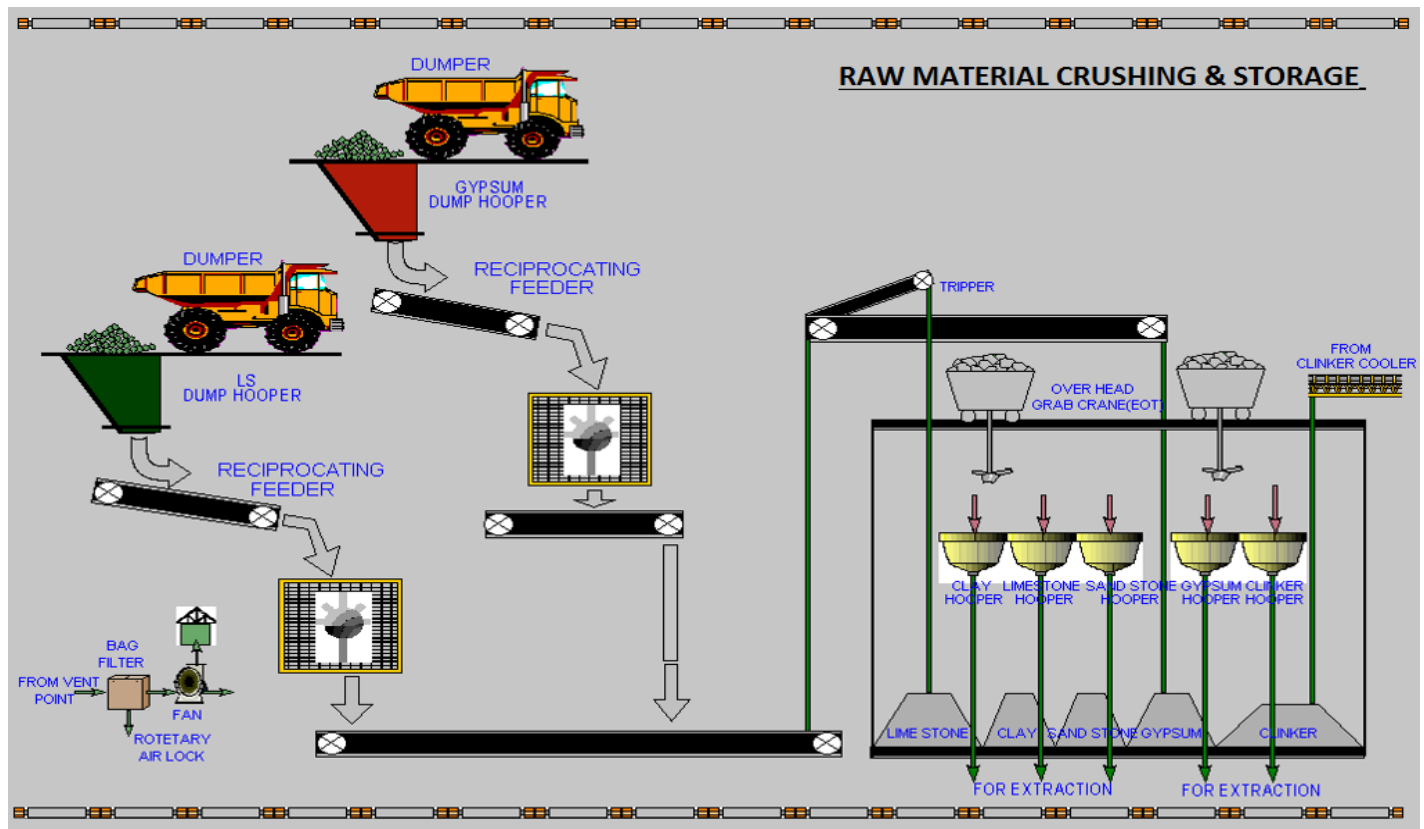 DUMPER
RAW MATERIAL CRUSHING & STORAGE
GYPSUM
DUMP HOOPER
DUMPER
RECIPROCATING
FEEDER
TRIPPER
LS
DUMP HOOPER
FROM
CLINKER COOLER
OVER HEAD
GRAB CRANE(EOT)
RECIPROCATING
FEEDER
CLAY
HOOPER
LIMESTONE
HOOPER
SAND STONE
HOOPER
GYPSUM
HOOPER
CLINKER
HOOPER
BAG
FILTER
FROM VENT
POINT
FAN
ROTETARY
AIR LOCK
LIME STONE
CLAY
SAND STONE
GYPSUM
CLINKER
FOR EXTRACTION
FOR EXTRACTION